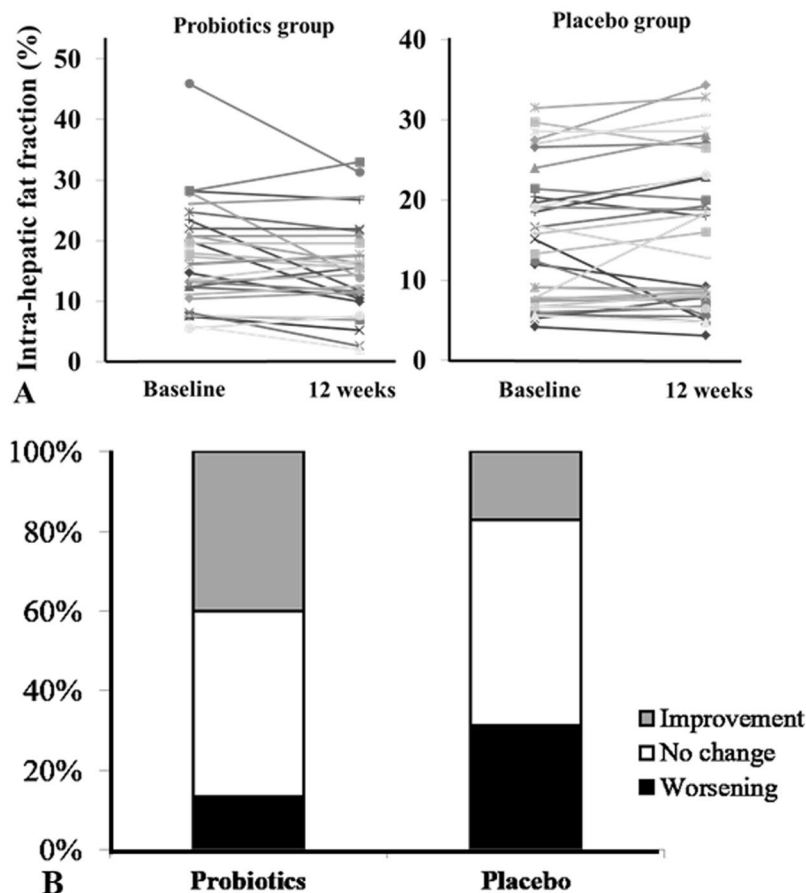 Probiotics group
Placebo group
Intra-hepatic fat fraction (%)
50
40
30
20
10
0
40
30
20
10
0
Baseline
12 weeks
Baseline
12 weeks
A
100%
80%
60%
40%
20%
0%
Improvement
No change
Worsening
Probiotics
Placebo
B